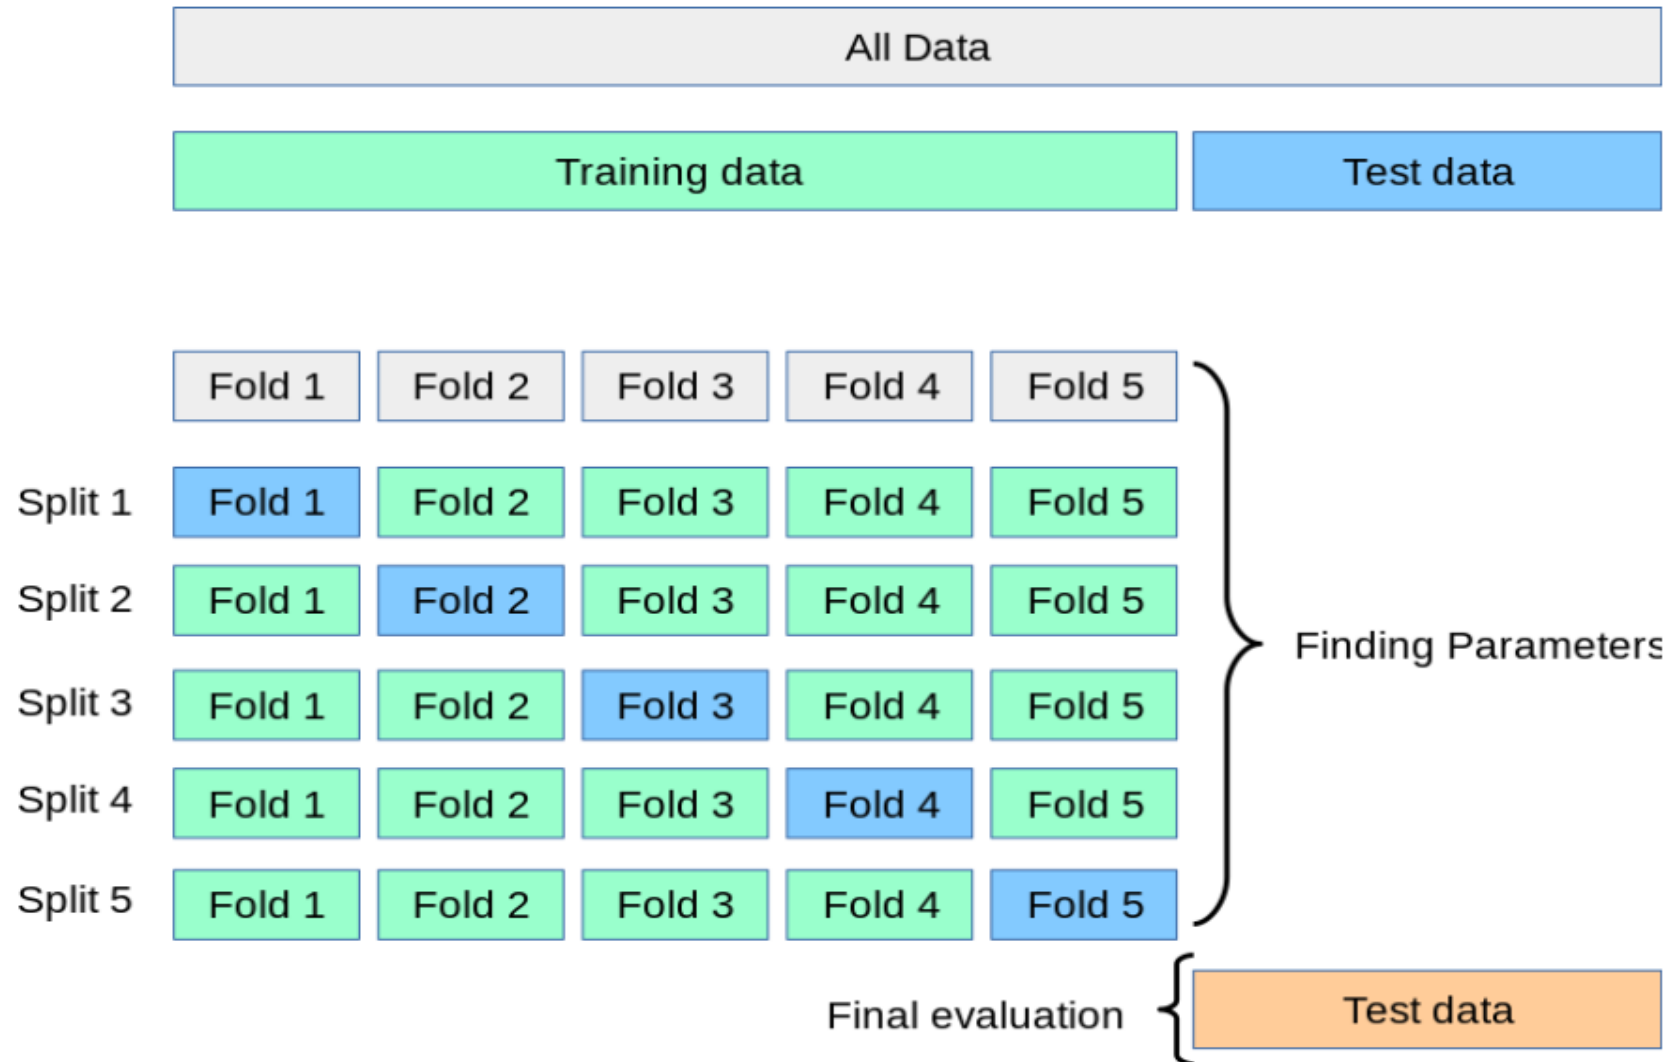 All Data
Training data Test data
Fold 1 Fold 2 Fold 3 Fold 4 Fold 5
Split 1 Fold 1 Fold 2 Fold 3 Fold 4 Fold 5
Split 2 Fold 1 Fold 2 Fold 3 Fold 4 Fold 5
Finding Parameters
Split 3 Fold 1 Fold 2 Fold 3 Fold 4 Fold 5
Split 4 Fold 1 Fold 2 Fold 3 Fold 4 Fold 5
Split 5 Fold 1 Fold 2 Fold 3 Fold 4 Fold 5
Final evaluation Test data